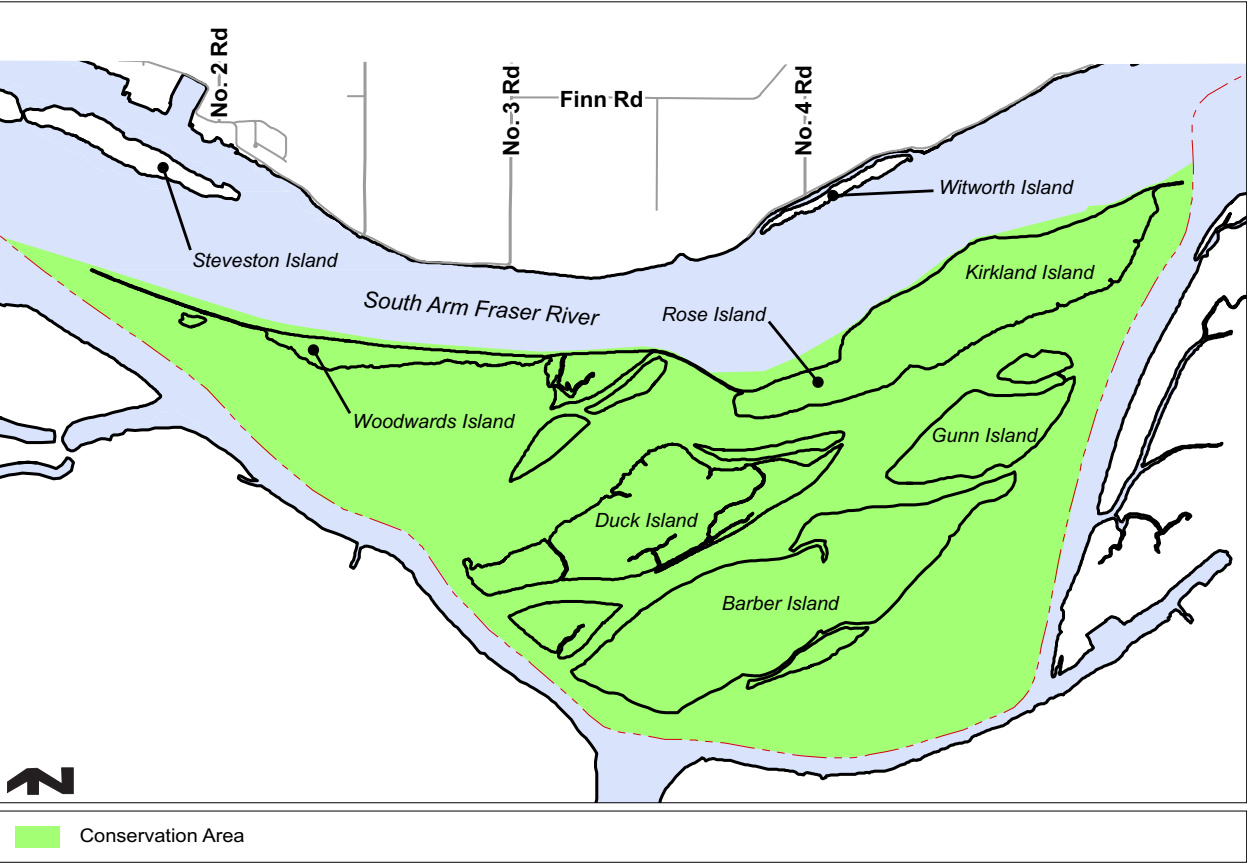 No. 2 Rd
No. 3 Rd
Finn Rd
No. 4 Rd
Witworth Island
Steveston Island
Kirkland Island
South Arm Fraser River
Rose Island
Woodwards Island
Gunn Island
Duck Island
Barber Island
N
Conservation Area